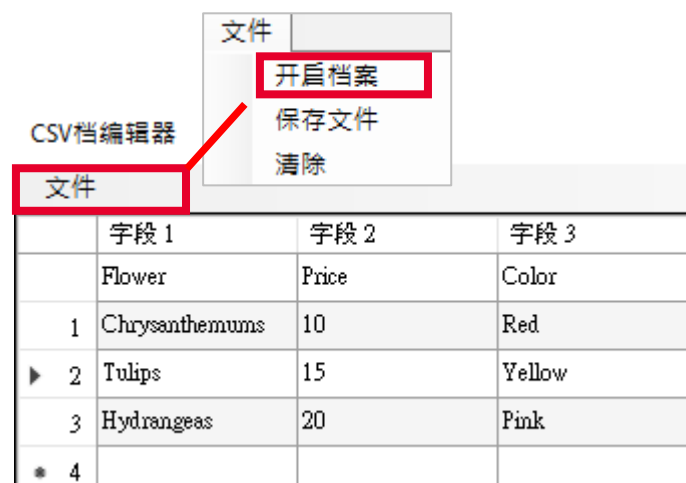 文件
开启档案
保存文件
清除
CSV档编辑器
文件
字段 1 字段 2 字段 3
Flower Price Color
1 Chrysanthemums 10 Red
2 Tulips 15 Yellow
3 Hydrangeas 20 Pink
4